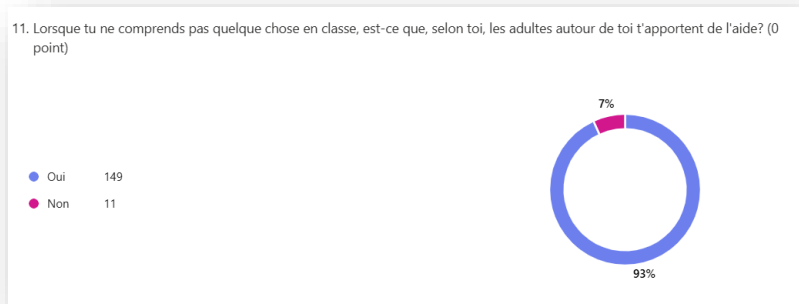 11. Lorsque tu ne comprends pas quelque chose en classe, est-ce que, selon toi, les adultes autour de toi t'apportent de l'aide? (0
point)
7%
Oui 149
Non 11
93%